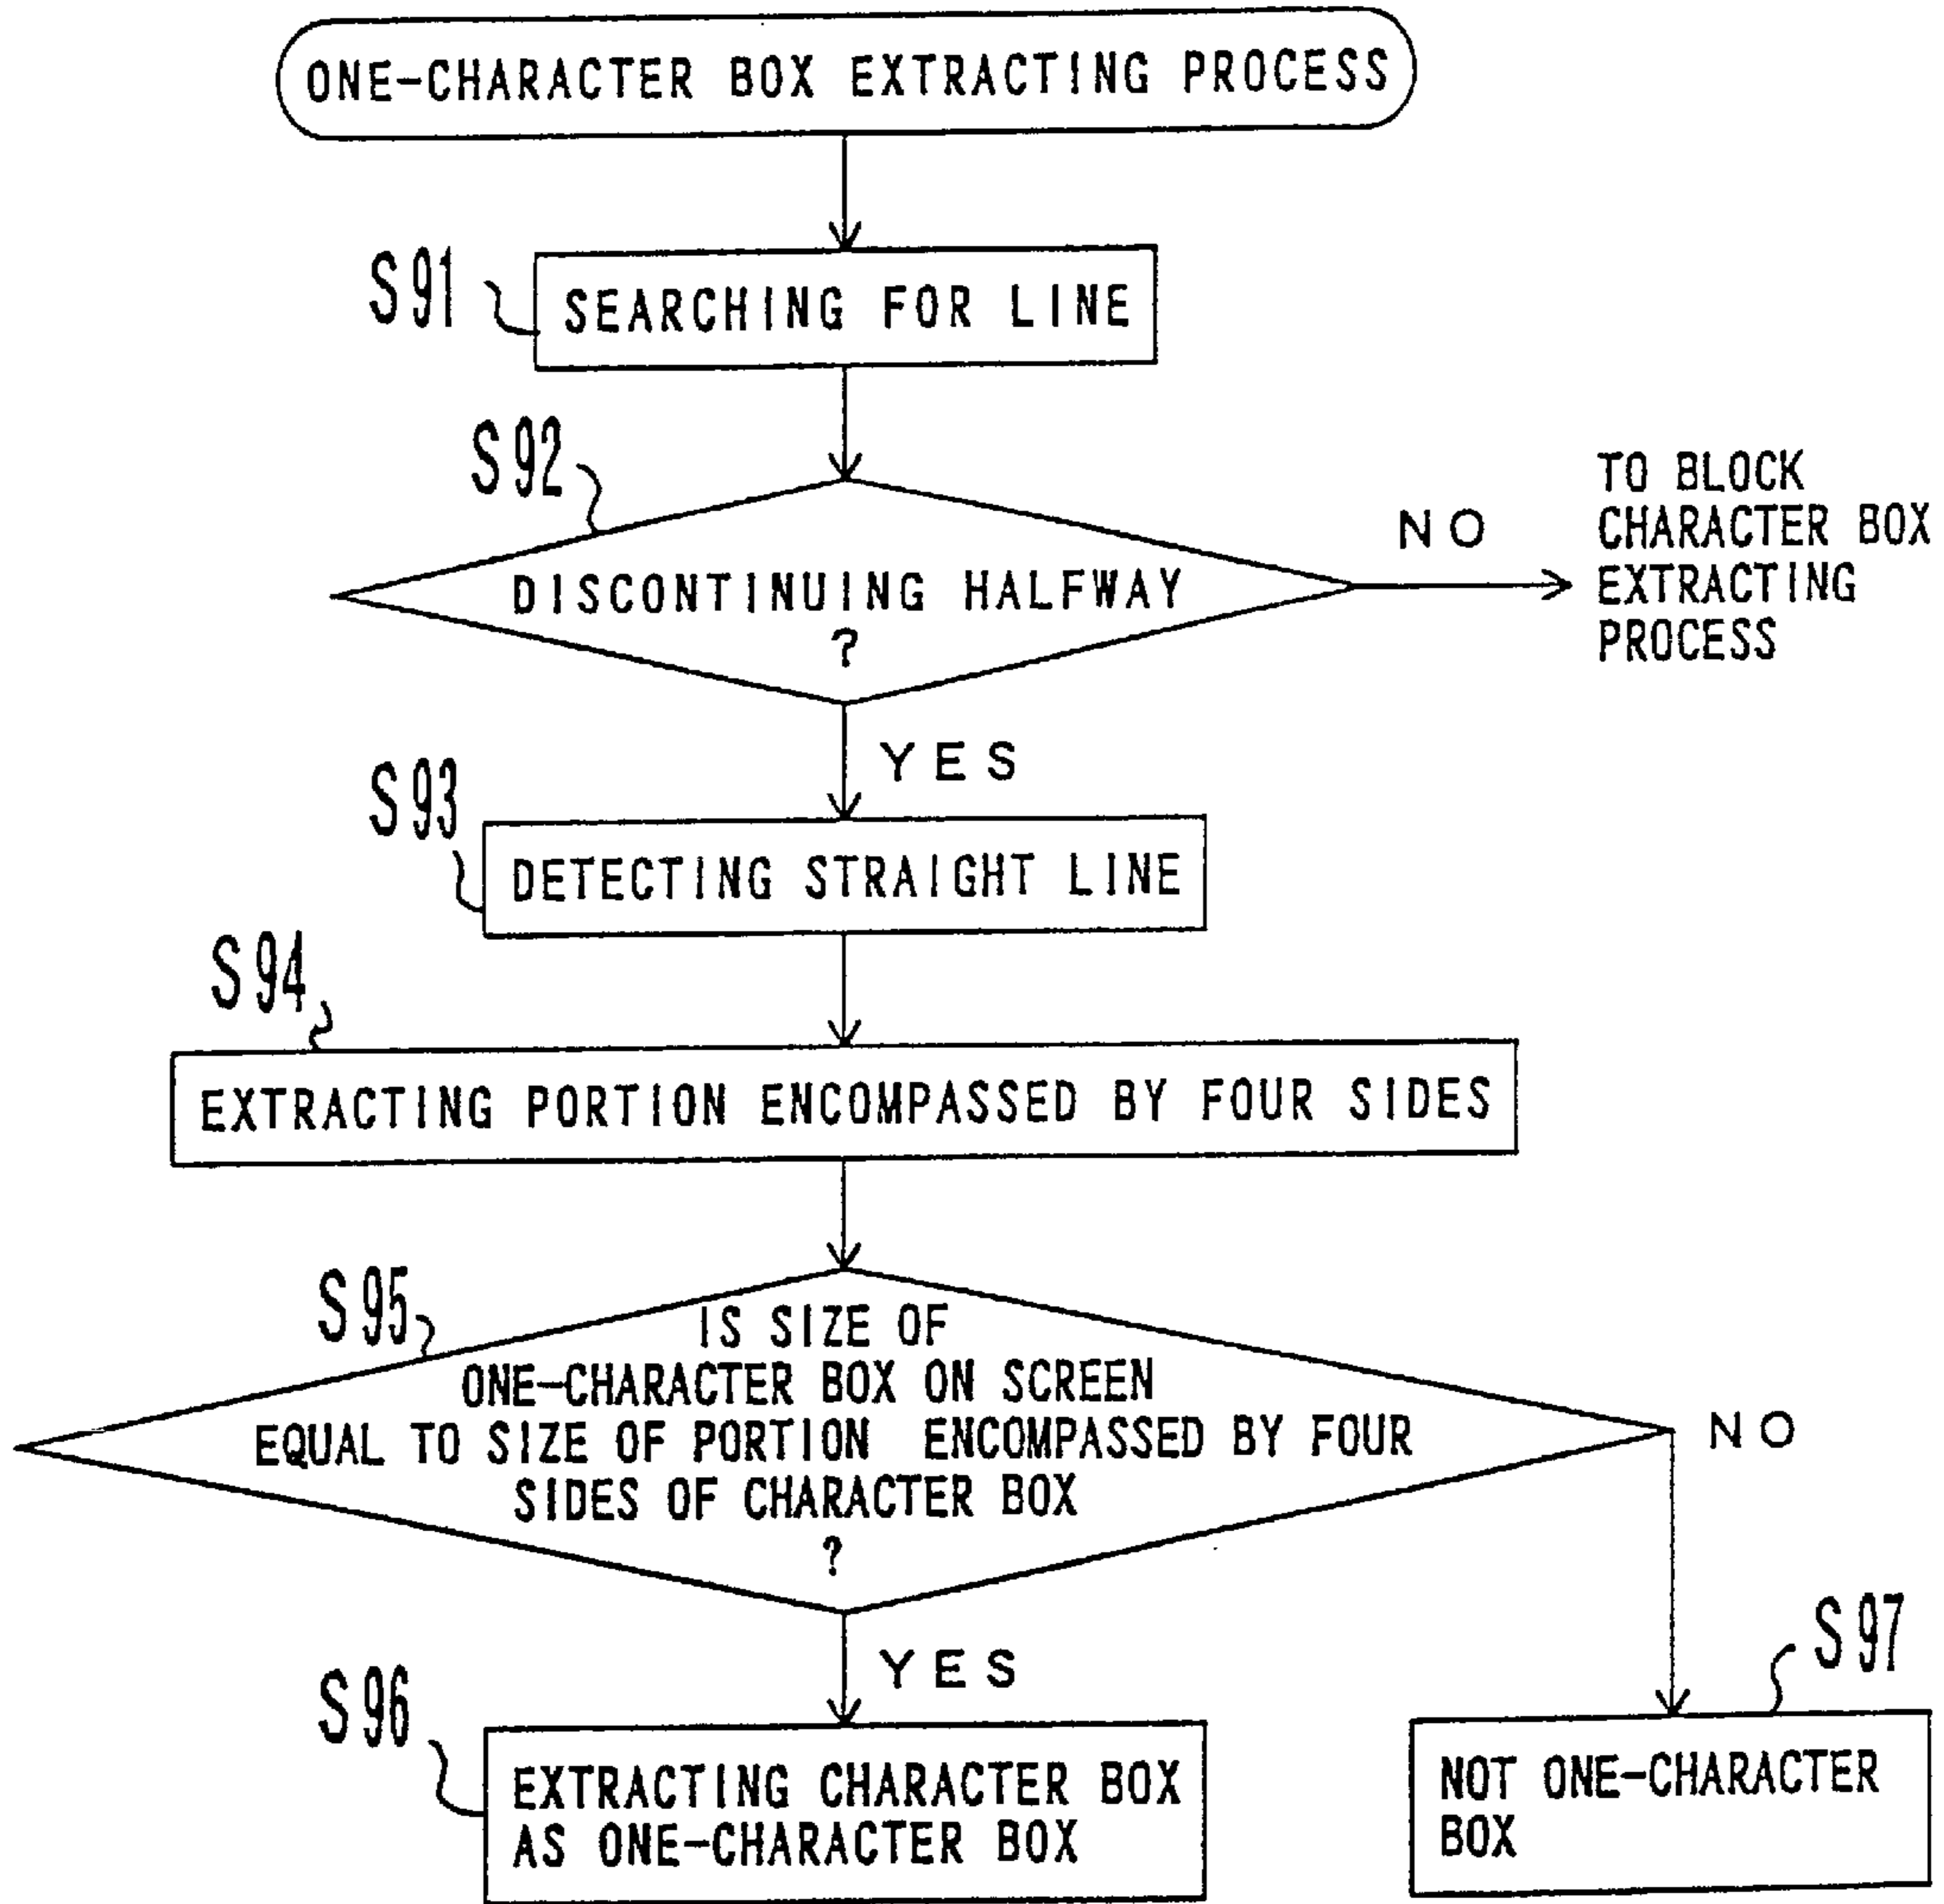 ONE-CHARACTER BOX EXTRACTING PROCESS
S91
SEARCHING FOR LINE
S92
DISCONTINUING HALFWAY
?
NO
TO BLOCK
CHARACTER BOX
EXTRACTING
PROCESS
YES
S93
DETECTING STRAIGHT LINE
S94
EXTRACTING PORTION ENCOMPASSED BY FOUR SIDES
S95
IS SIZE OF
ONE-CHARACTER BOX ON SCREEN
EQUAL TO SIZE OF PORTION ENCOMPASSED BY FOUR
SIDES OF CHARACTER BOX
?
NO
YES
S96
EXTRACTING CHARACTER BOX
AS ONE-CHARACTER BOX
S97
NOT ONE-CHARACTER
BOX